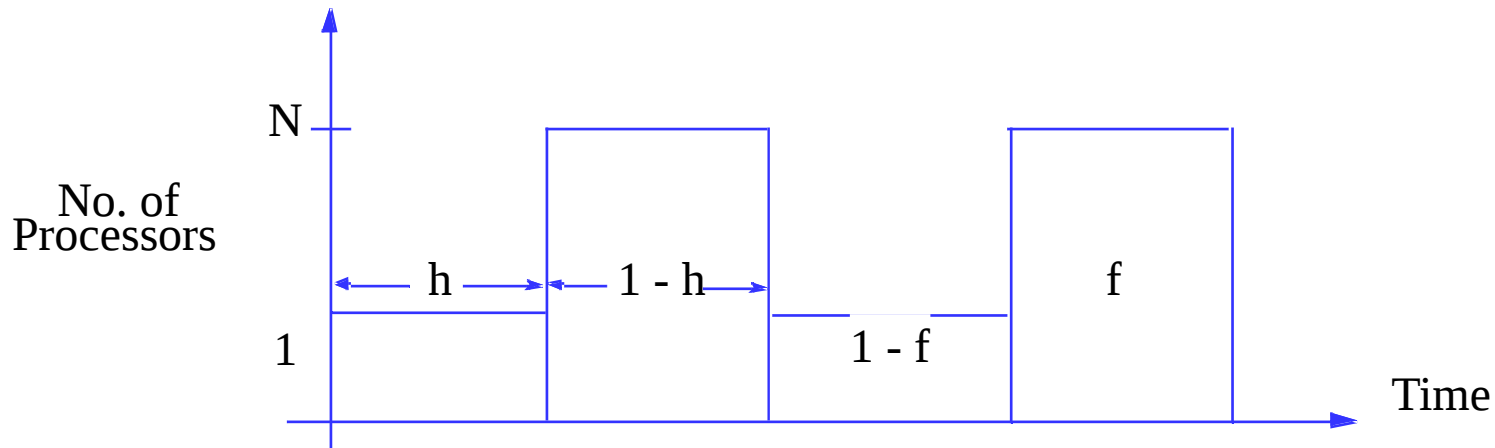 N
No. of
Processors
h
1 - h
f
1
1 - f
Time